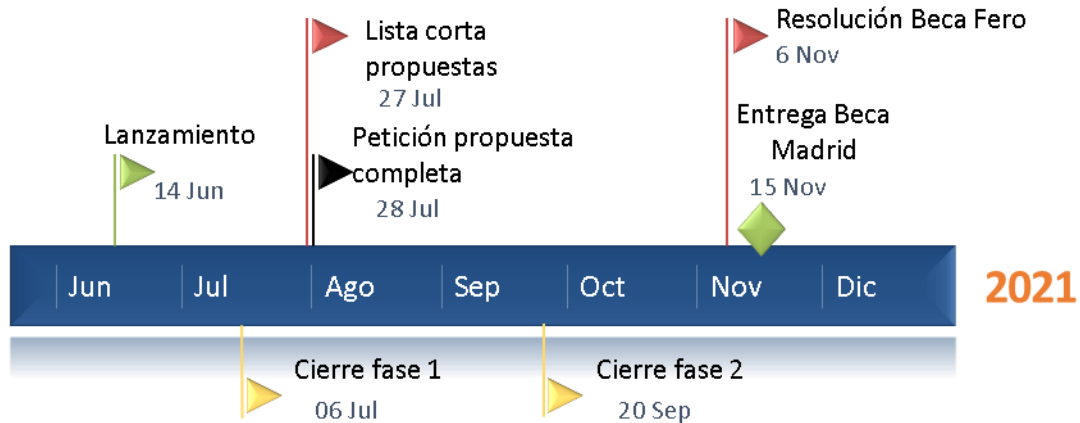 Lista corta
propuestas
27 Jul
Resolución Beca Fero
6 Nov
Lanzamiento
14 Jun
Petición propuesta
completa
28 Jul
Entrega Beca
Madrid
15 Nov
Jun Jul Ago Sep Oct Nov Dic
2021
Cierre fase 1
06 Jul
Cierre fase 2
20 Sep